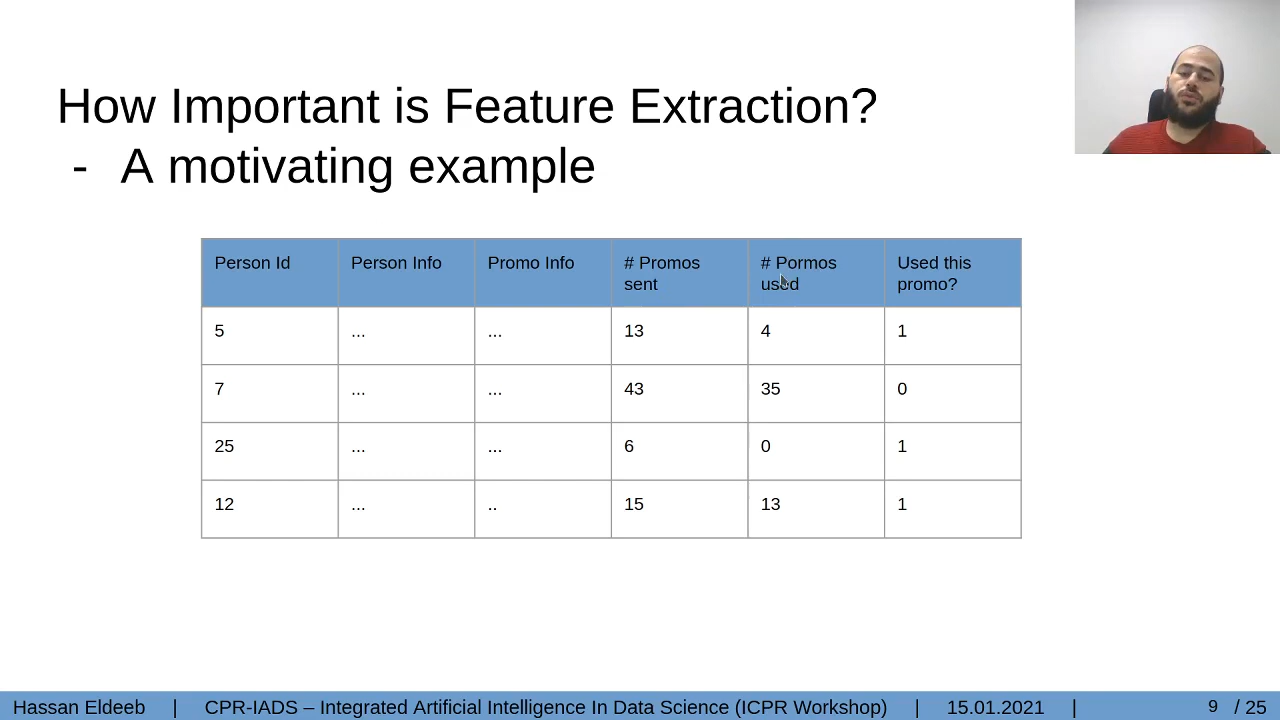 How Important is Feature Extraction?
- A motivating example
Person Id Person Info Promo Info # Promos sent # Pormos used Used this promo?
5 ... ... 13 4 1
7 ... ... 43 35 0
25 ... ... 6 0 1
12 ... .. 15 13 1
Hassan Eldeeb | CPR-IADS – Integrated Artificial Intelligence In Data Science (ICPR Workshop) | 15.01.2021 | 9 / 25